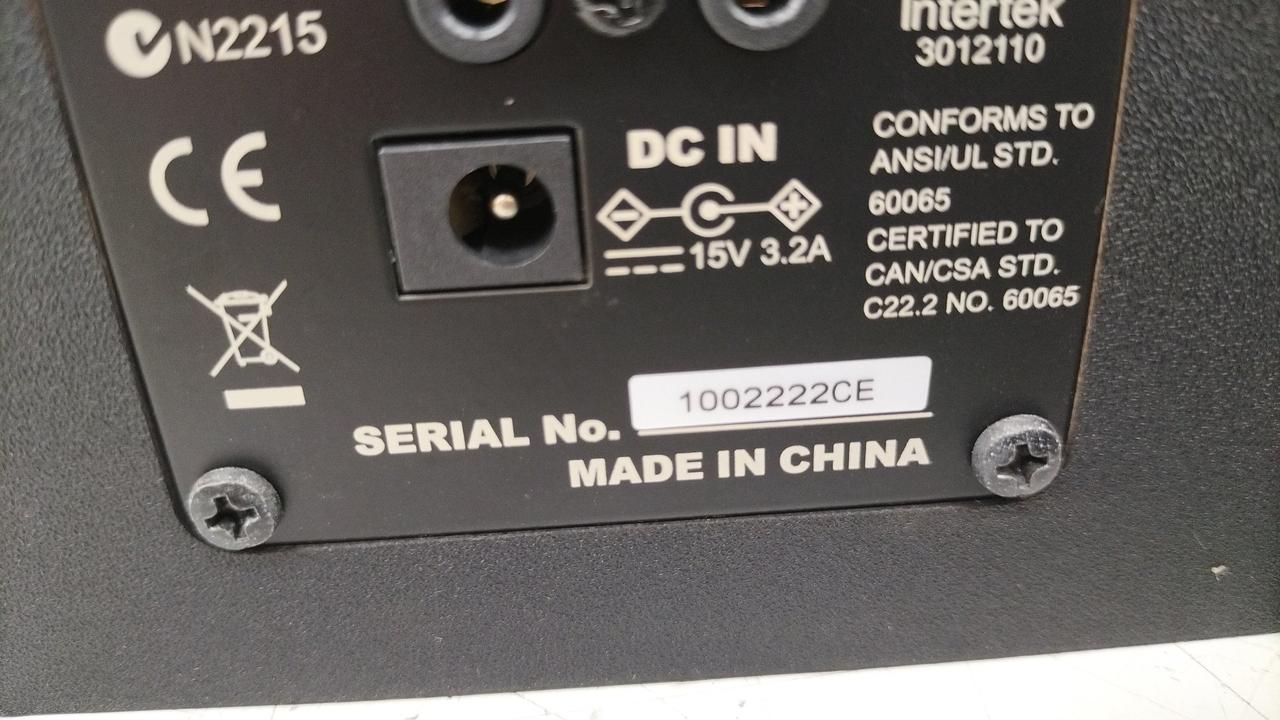 N2215
Intertek
3012110
CE
DC IN
15V 3.2A
CONFORMS TO
ANSI/UL STD.
60065
CERTIFIED TO
CAN/CSA STD.
C22.2 NO. 60065
1002222CE
SERIAL No.
MADE IN CHINA